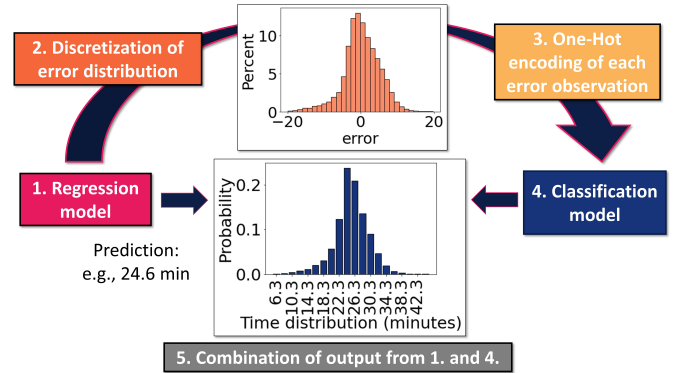 2. Discretization of
error distribution
Percent
10
5
0
−20
0
20
error
3. One-Hot
encoding of each
error observation
1. Regression
model
Prediction:
e.g., 24.6 min
Probability
0.2
0.1
0.0
6.3
10.3
14.3
18.3
22.3
26.3
30.3
34.3
38.3
42.3
Time distribution (minutes)
4. Classification
model
5. Combination of output from 1. and 4.